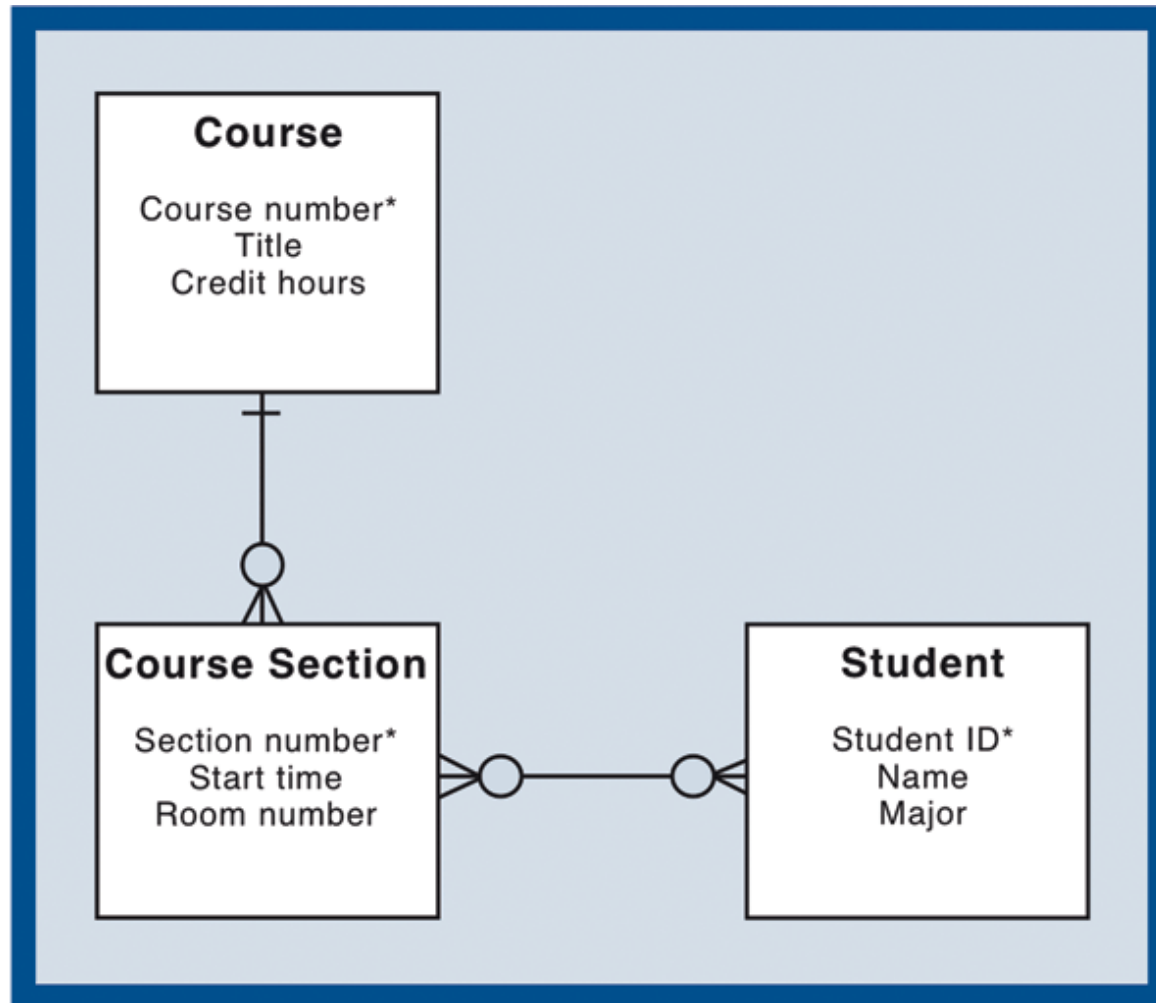 Course
Course number*
Title
Credit hours
Course Section
Section number*
Start time
Room number
Student
Student ID*
Name
Major